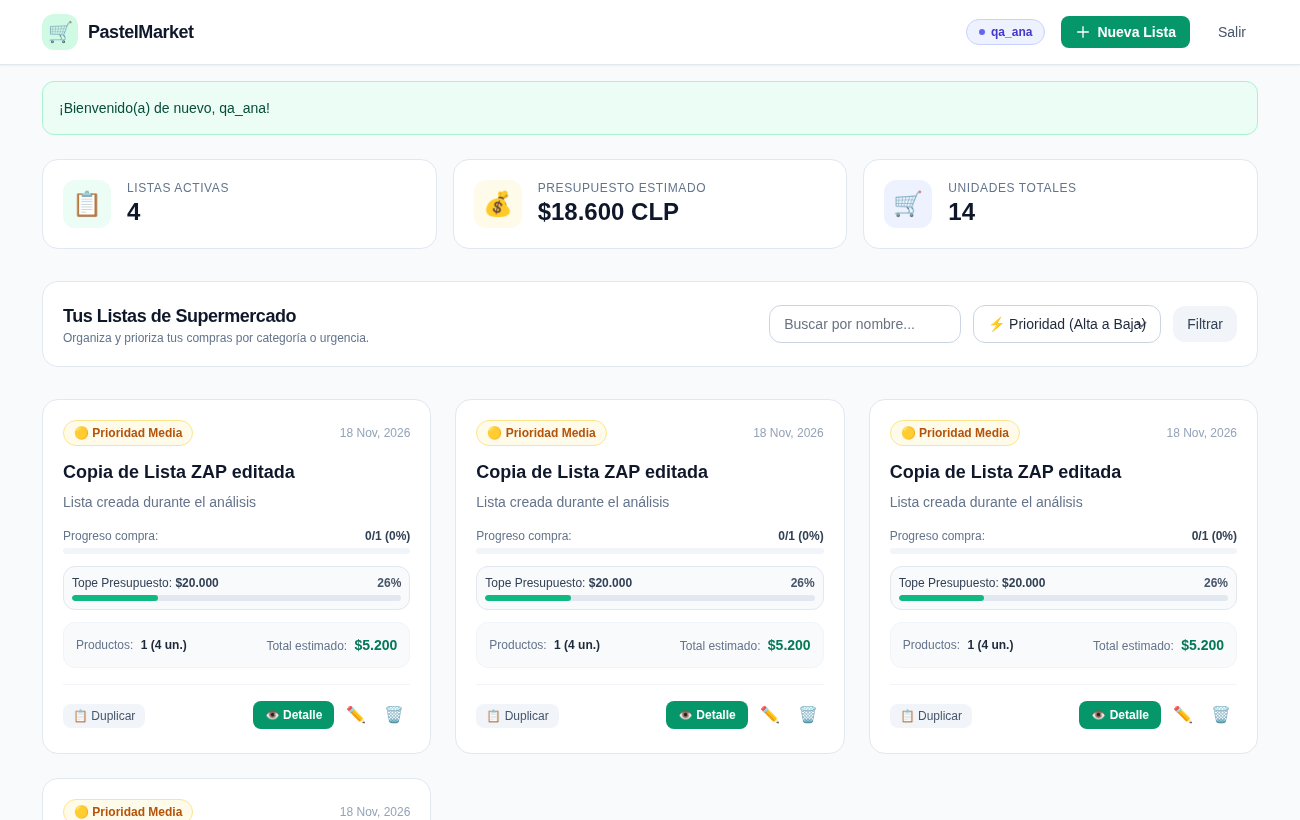 PastelMarket
qa_ana
Nueva Lista
Salir
¡Bienvenido(a) de nuevo, qa_ana!
LISTAS ACTIVAS
4
PRESUPUESTO ESTIMADO
$18.600 CLP
UNIDADES TOTALES
14
Tus Listas de Supermercado
Organiza y prioriza tus compras por categoría o urgencia.
Buscar por nombre...
⚡ Prioridad (Alta a Baja)
Filtrar
🟡 Prioridad Media
18 Nov, 2026
Copia de Lista ZAP editada
Lista creada durante el análisis
Progreso compra: 0/1 (0%)
Tope Presupuesto: $20.000 26%
Productos: 1 (4 un.) Total estimado: $5.200
📋 Duplicar
👁️ Detalle
🟡 Prioridad Media
18 Nov, 2026
Copia de Lista ZAP editada
Lista creada durante el análisis
Progreso compra: 0/1 (0%)
Tope Presupuesto: $20.000 26%
Productos: 1 (4 un.) Total estimado: $5.200
📋 Duplicar
👁️ Detalle
🟡 Prioridad Media
18 Nov, 2026
Copia de Lista ZAP editada
Lista creada durante el análisis
Progreso compra: 0/1 (0%)
Tope Presupuesto: $20.000 26%
Productos: 1 (4 un.) Total estimado: $5.200
📋 Duplicar
👁️ Detalle
🟡 Prioridad Media
18 Nov, 2026